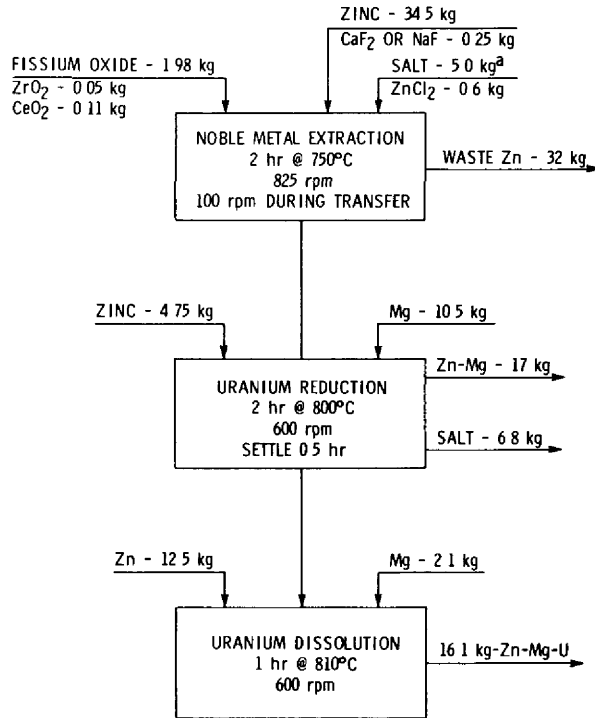 ZINC - 34 5 kg
CaF2 OR NaF - 0 25 kg
FISSIUM OXIDE - 1 98 kg
ZrO2 - 0 05 kg
CeO2 - 0 11 kg
SALT - 5 0 kgª
ZnCl2 - 0 6 kg
NOBLE METAL EXTRACTION
2 hr @ 750ºC
825 rpm
100 rpm DURING TRANSFER
WASTE Zn - 32 kg
ZINC - 4 75 kg
Mg - 10 5 kg
URANIUM REDUCTION
2 hr @ 800ºC
600 rpm
SETTLE 0 5 hr
Zn-Mg - 17 kg
SALT - 6 8 kg
Zn - 12 5 kg
Mg - 2 1 kg
URANIUM DISSOLUTION
1 hr @ 810ºC
600 rpm
16 1 kg-Zn-Mg-U